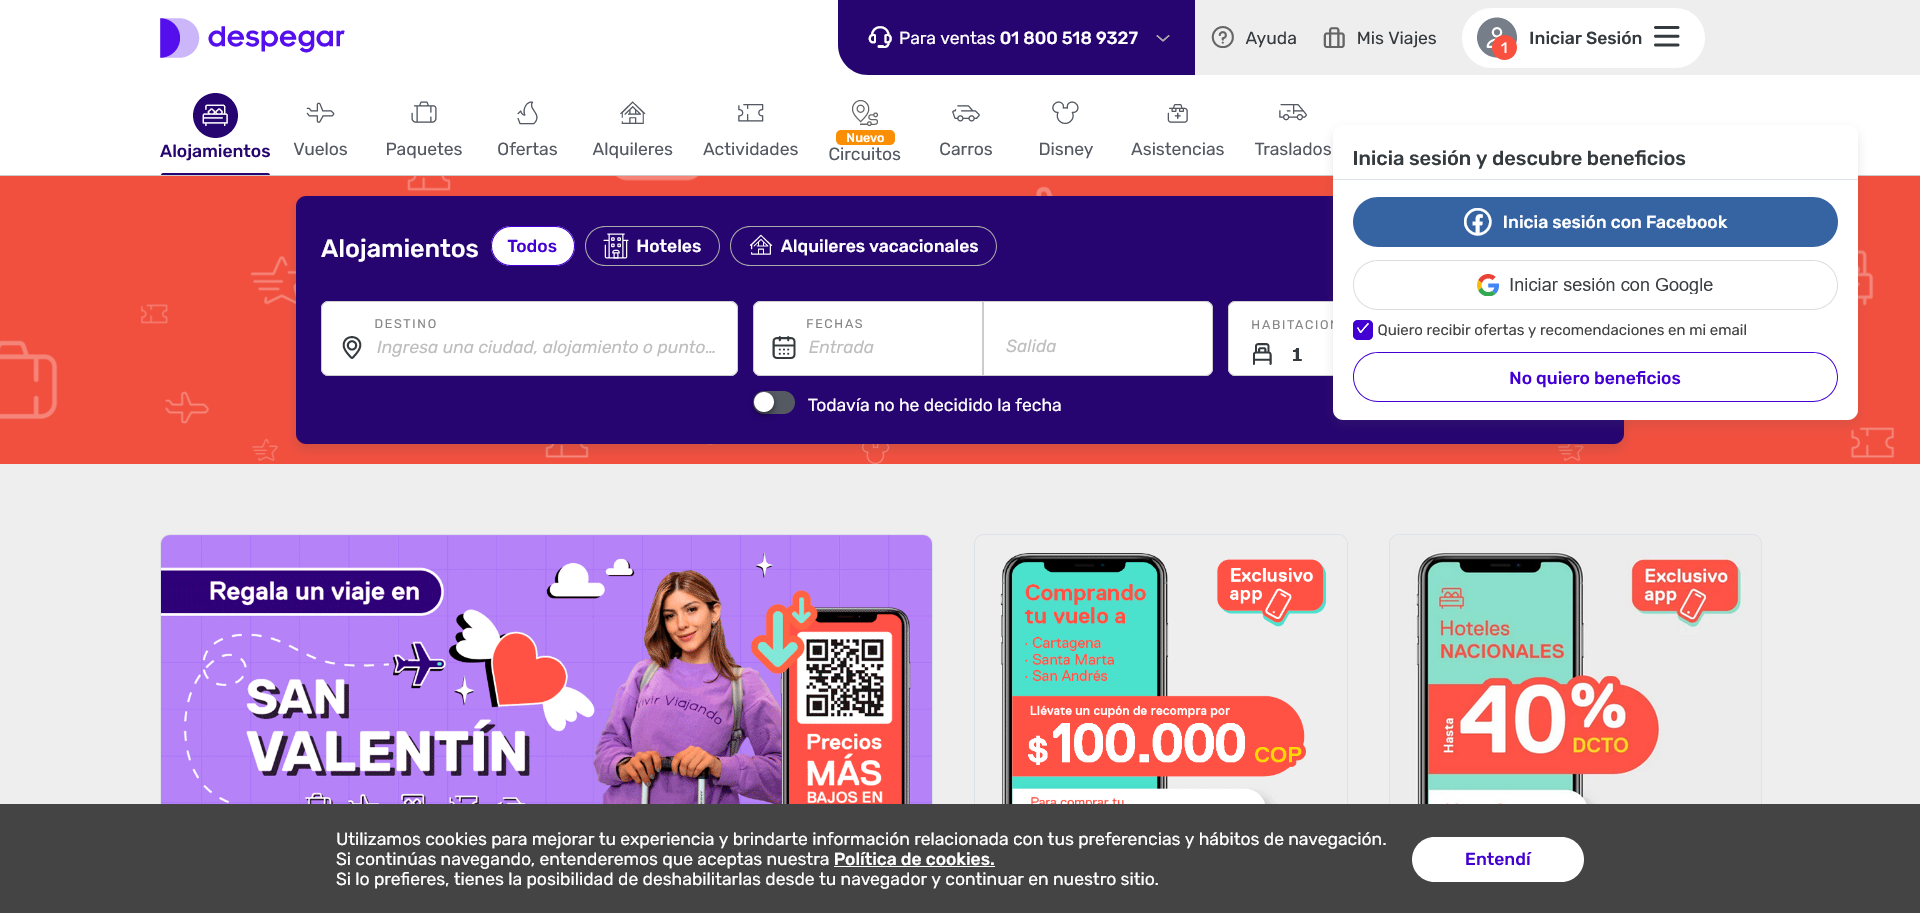 despegar
Para ventas 01 800 518 9327
Ayuda
Mis Viajes
1
Iniciar Sesión
Alojamientos
Vuelos
Paquetes
Ofertas
Alquileres
Actividades
Nuevo
Circuitos
Carros
Disney
Asistencias
Traslados
Inicia sesión y descubre beneficios
Inicia sesión con Facebook
Iniciar sesión con Google
Quiero recibir ofertas y recomendaciones en mi email
No quiero beneficios
Alojamientos
Todos
Hoteles
Alquileres vacacionales
DESTINO
Ingresa una ciudad, alojamiento o punto...
FECHAS
Entrada
Salida
HABITACION
1
Todavía no he decidido la fecha
Regala un viaje en
SAN
VALENTÍN
Vivir Viajando
Precios
MÁS
BAJOS EN
Comprando
tu vuelo a
· Cartagena
· Santa Marta
· San Andrés
Exclusivo
app
Llévate un cupón de recompra por
$100.000 COP
Para comprar tu
Exclusivo
app
Hoteles
NACIONALES
Hasta
40%
DCTO
Utilizamos cookies para mejorar tu experiencia y brindarte información relacionada con tus preferencias y hábitos de navegación.
Si continúas navegando, entenderemos que aceptas nuestra Política de cookies.
Si lo prefieres, tienes la posibilidad de deshabilitarlas desde tu navegador y continuar en nuestro sitio.
Entendí